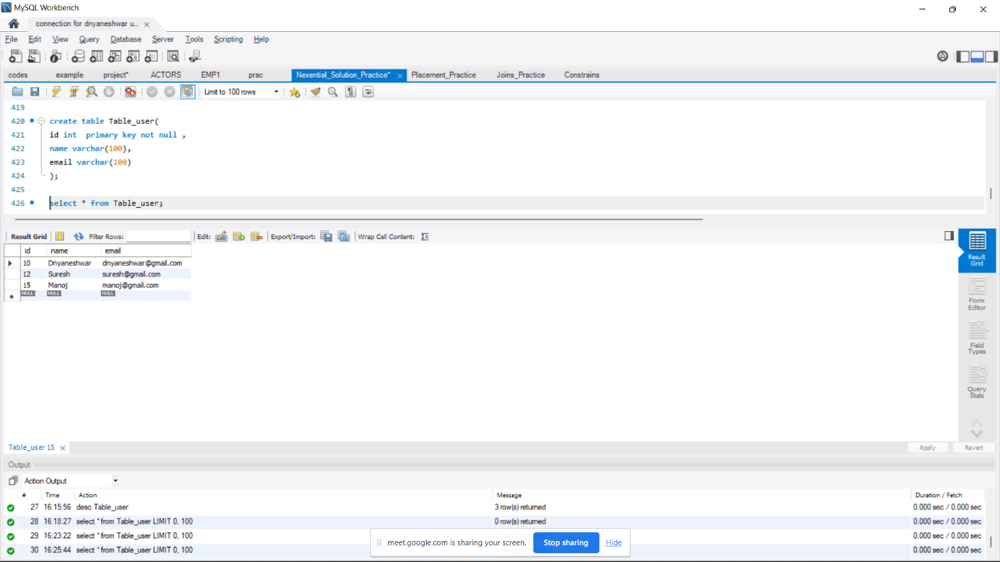 MySQL Workbench
connection for dnyaneshwar u...
File Edit View Query Database Server Tools Scripting Help
codes example project* ACTORS EMP1 prac Nexential_Solution_Practice* Placement_Practice Joins_Practice Constrains
Limit to 100 rows
419
420 create table Table_user(
421 id int  primary key not null ,
422 name varchar(100),
423 email varchar(100)
424 );
425
426 select * from Table_user;
Result Grid Filter Rows: Edit: Export/Import: Wrap Cell Content:
id name email
10 Dnyaneshwar dnyaneshwar@gmail.com
12 Suresh suresh@gmail.com
15 Manoj manoj@gmail.com
NULL NULL NULL
Result
Grid
Form
Editor
Field
Types
Query
Stats
Table_user 15
Apply Revert
Output
Action Output
# Time Action Message Duration / Fetch
27 16:15:56 desc Table_user 3 row(s) returned 0.000 sec / 0.000 sec
28 16:18:27 select * from Table_user LIMIT 0, 100 0 row(s) returned 0.000 sec / 0.000 sec
29 16:23:22 select * from Table_user LIMIT 0, 100 0.000 sec / 0.000 sec
30 16:25:44 select * from Table_user LIMIT 0, 100 0.000 sec / 0.000 sec
meet.google.com is sharing your screen. Stop sharing Hide